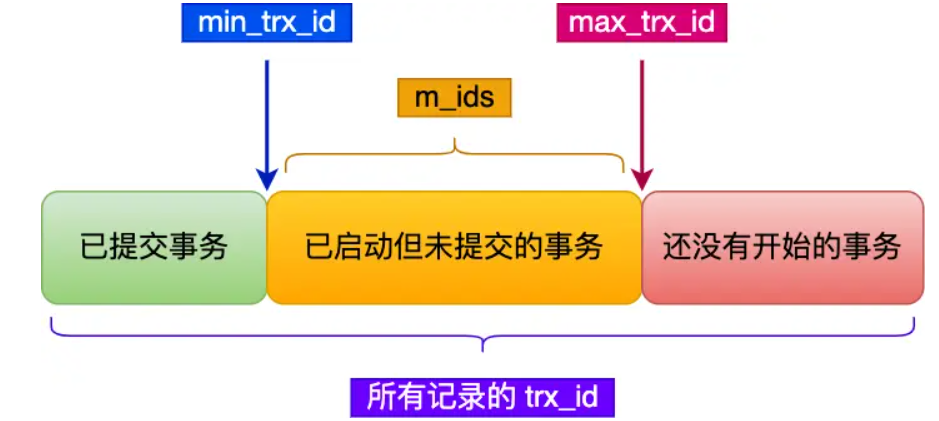 min_trx_id
max_trx_id
m_ids
已提交事务
已启动但未提交的事务
还没有开始的事务
所有记录的 trx_id